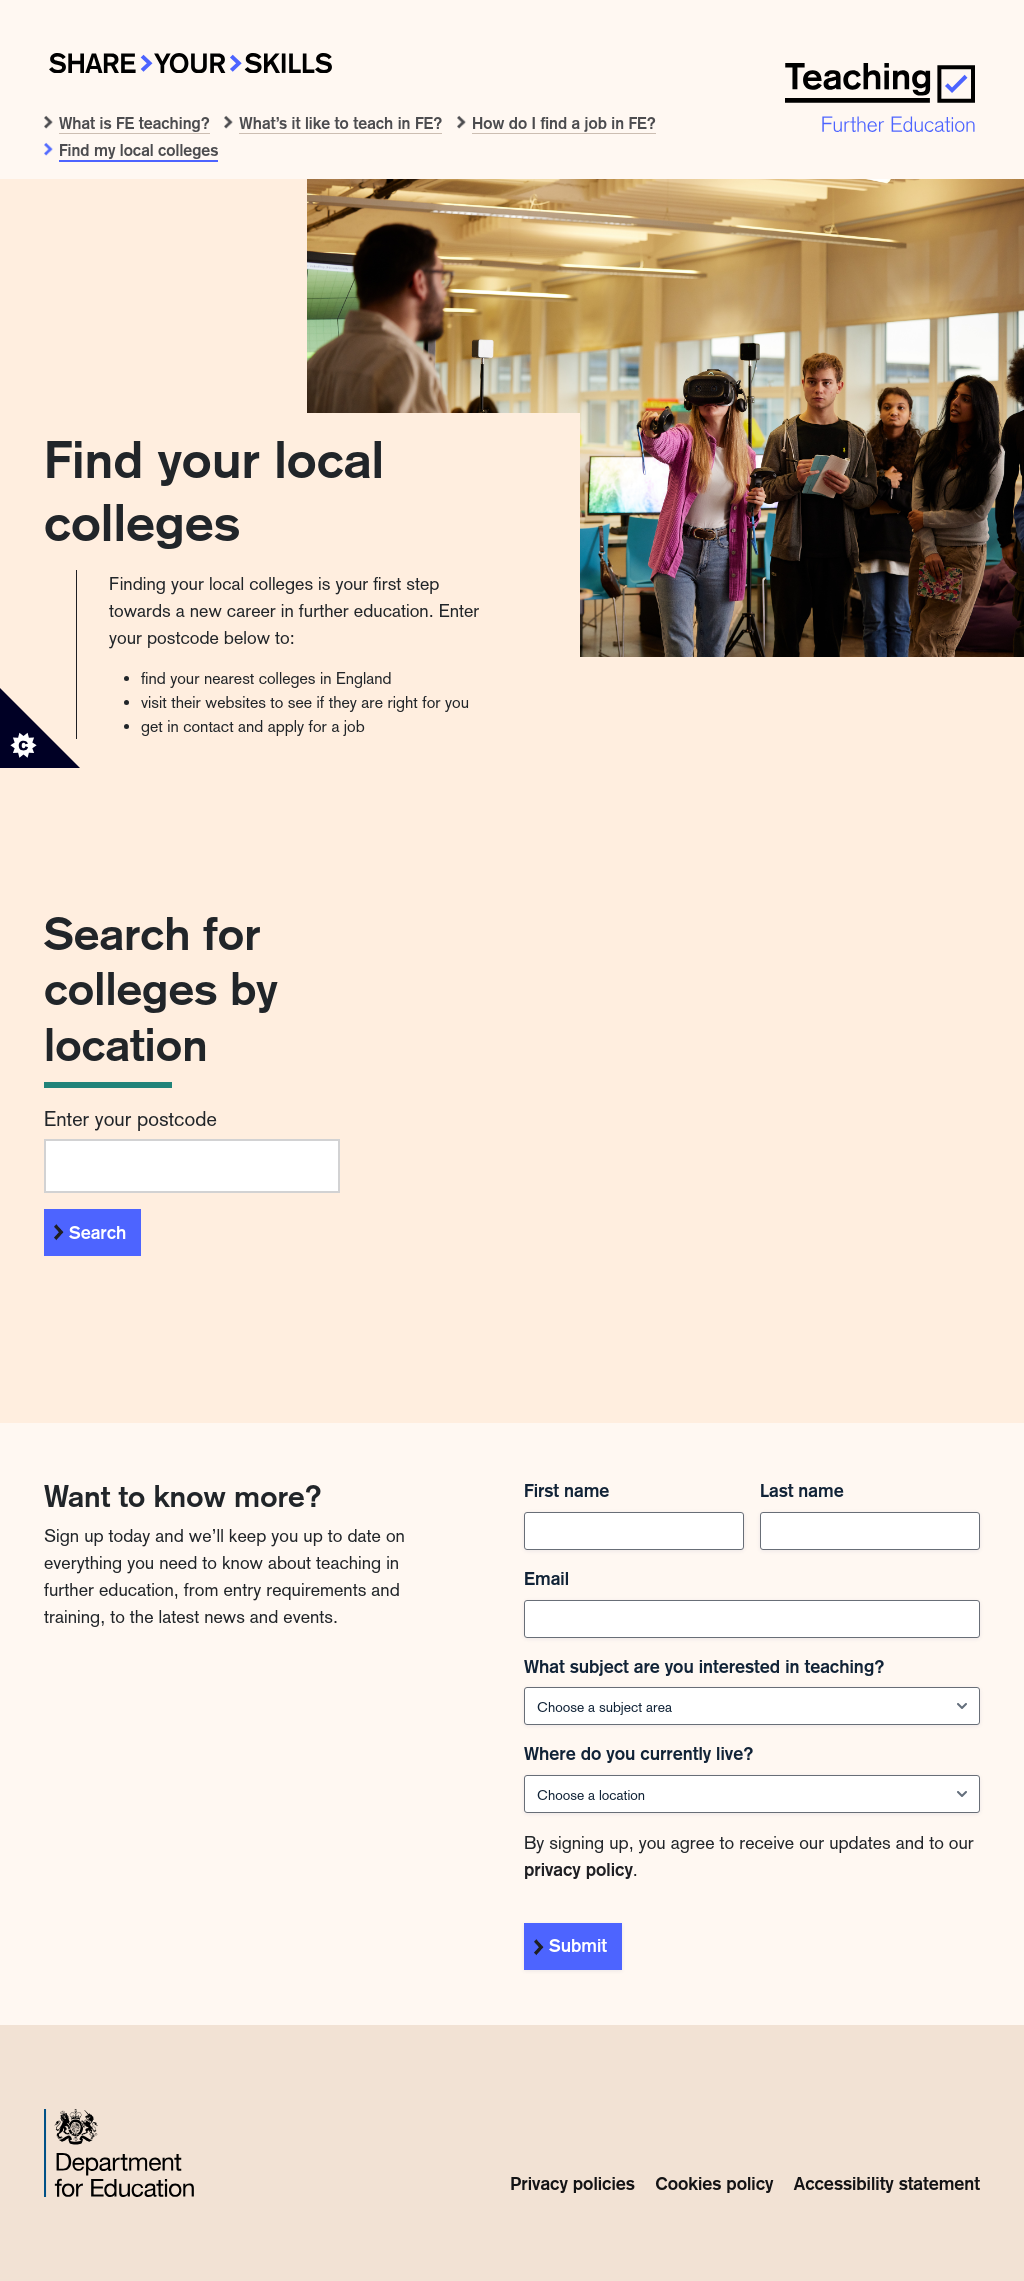 SHARE YOUR SKILLS
Teaching
Further Education
What is FE teaching?
What's it like to teach in FE?
How do I find a job in FE?
Find my local colleges
Find your local
colleges
Finding your local colleges is your first step
towards a new career in further education. Enter
your postcode below to:
find your nearest colleges in England
visit their websites to see if they are right for you
get in contact and apply for a job
C
Search for
colleges by
location
Enter your postcode
Search
Want to know more?
Sign up today and we'll keep you up to date on
everything you need to know about teaching in
further education, from entry requirements and
training, to the latest news and events.
First name
Last name
Email
What subject are you interested in teaching?
Choose a subject area
Where do you currently live?
Choose a location
By signing up, you agree to receive our updates and to our
privacy policy.
Submit
Department
for Education
Privacy policies
Cookies policy
Accessibility statement